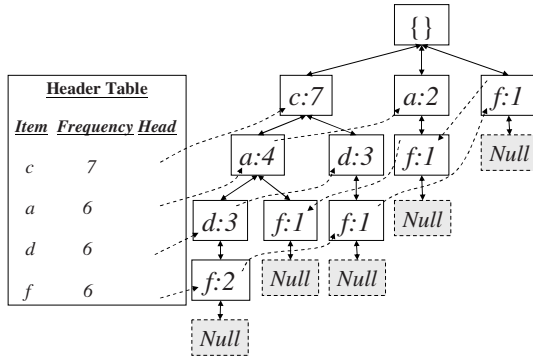 {}
Header Table
c:7
a:2
f:1
Item Frequency Head
c 7
a:4
d:3
f:1
Null
a 6
d:3
f:1
f:1
Null
d 6
f 6
f:2
Null
Null
Null